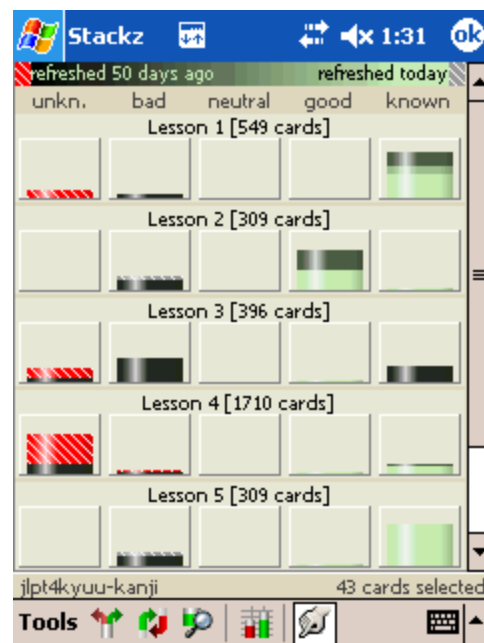 Stackz 1:31 ok
refreshed 50 days ago refreshed today
unkn. bad neutral good known
Lesson 1 [549 cards]
Lesson 2 [309 cards]
Lesson 3 [396 cards]
Lesson 4 [1710 cards]
Lesson 5 [309 cards]
jlpt4kyuu-kanji 43 cards selected
Tools